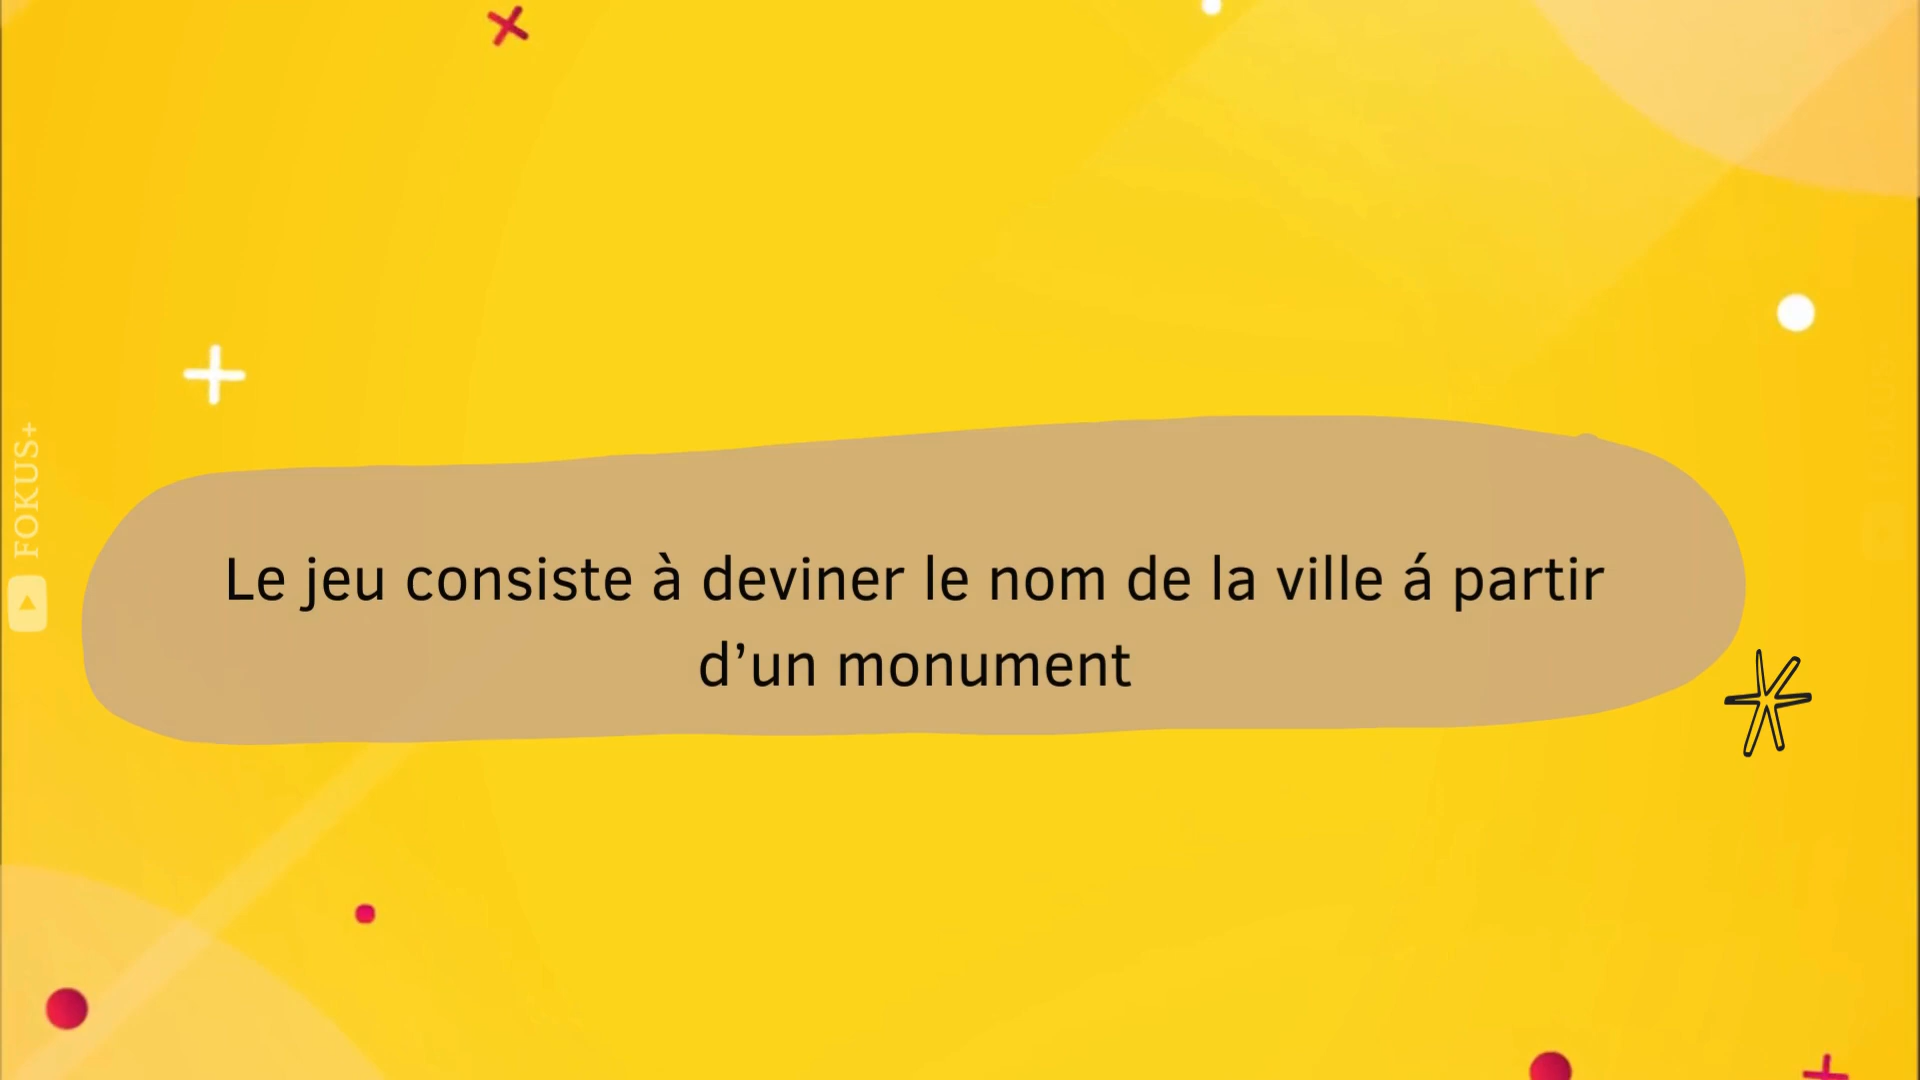 Le jeu consiste à deviner le nom de la ville á partir
d’un monument
FOKUS+